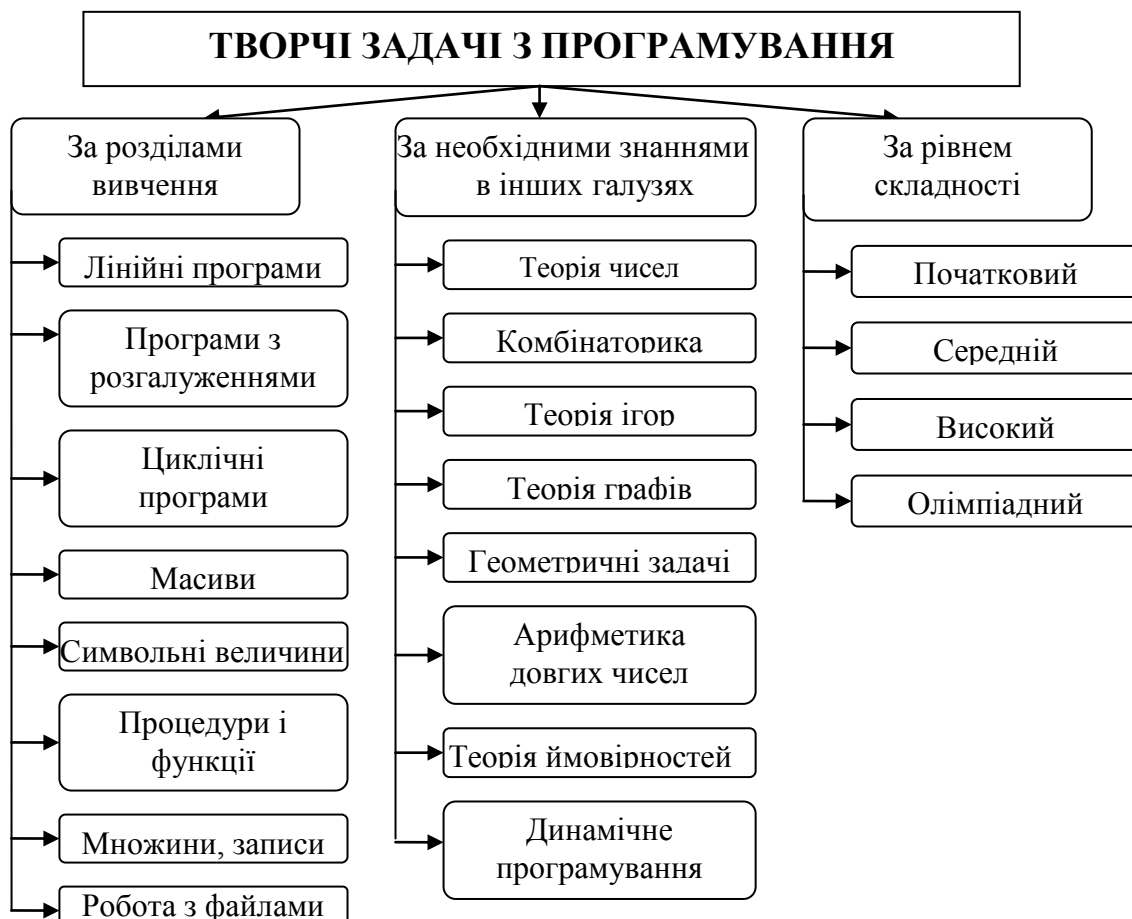 ТВОРЧІ ЗАДАЧІ З ПРОГРАМУВАННЯ
За розділами
вивчення
Лінійні програми
Програми з
розгалуженнями
Циклічні
програми
Масиви
Символьні величини
Процедури і
функції
Множини, записи
Робота з файлами
За необхідними знаннями
в інших галузях
Теорія чисел
Комбінаторика
Теорія ігор
Теорія графів
Геометричні задачі
Арифметика
довгих чисел
Теорія ймовірностей
Динамічне
програмування
За рівнем
складності
Початковий
Середній
Високий
Олімпіадний